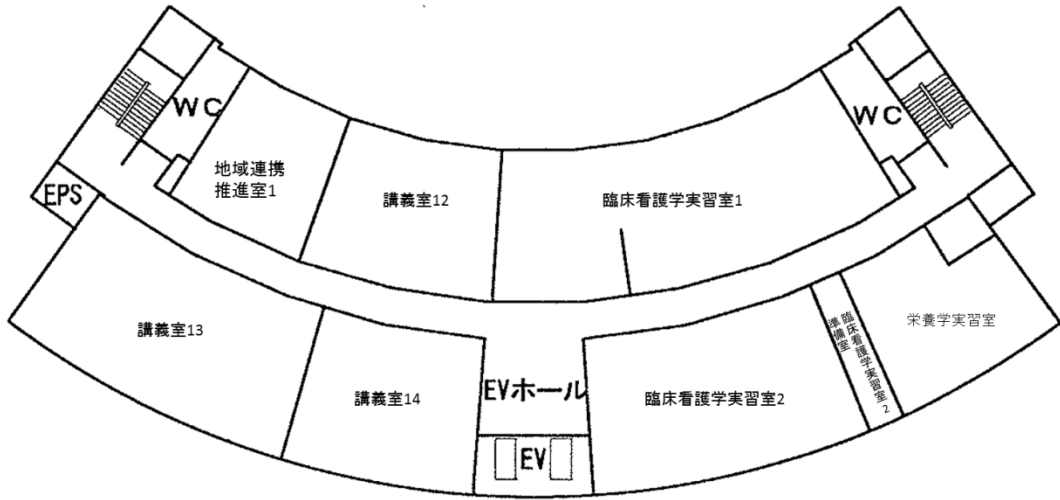 WC
WC
地域連携
推進室1
EPS
講義室12
臨床看護学実習室1
講義室13
講義室14
EVホール
EV
臨床看護学実習室2
臨床看護学実習室2
準備室
栄養学実習室